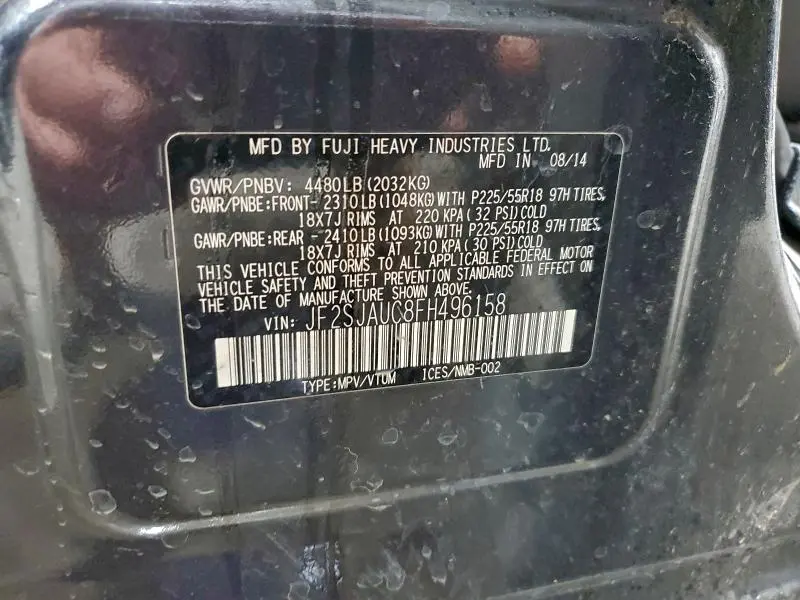 MFD BY FUJI HEAVY INDUSTRIES LTD.
MFD IN 08/14
GVWR/PNBV: 4480LB(2032KG)
GAWR/PNBE:FRONT- 2310LB(1048KG)WITH P225/55R18 97H TIRES,
18X7J RIMS AT 220 KPA(32 PSI)COLD
GAWR/PNBE:REAR - 2410LB(1093KG)WITH P225/55R18 97H TIRES,
18X7J RIMS AT 210 KPA(30 PSI)COLD
THIS VEHICLE CONFORMS TO ALL APPLICABLE FEDERAL MOTOR
VEHICLE SAFETY AND THEFT PREVENTION STANDARDS IN EFFECT ON
THE DATE OF MANUFACTURE SHOWN ABOVE.
VIN: JF2SJAUC8FH496158
TYPE:MPV/VTUM ICES/NMB-002